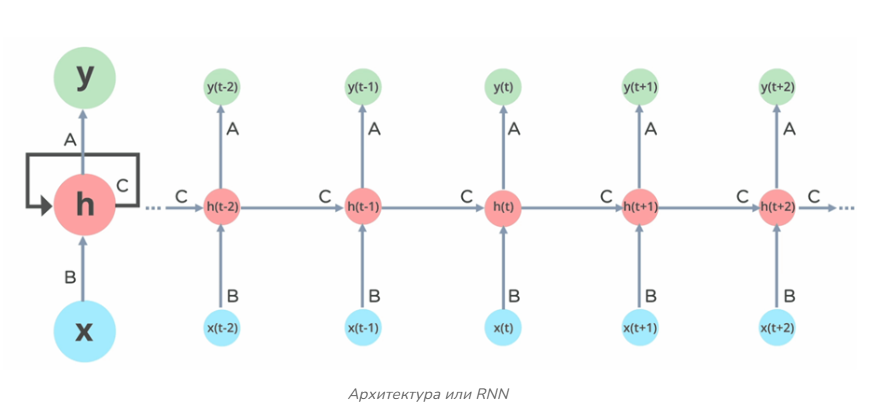 y
y(t-2) y(t-1) y(t) y(t+1) y(t+2)
A A A A A A
C C C C C C C
h
... h(t-2) h(t-1) h(t) h(t+1) h(t+2) ...
B B B B B B
x
x(t-2) x(t-1) x(t) x(t+1) x(t+2)
Архитектура или RNN